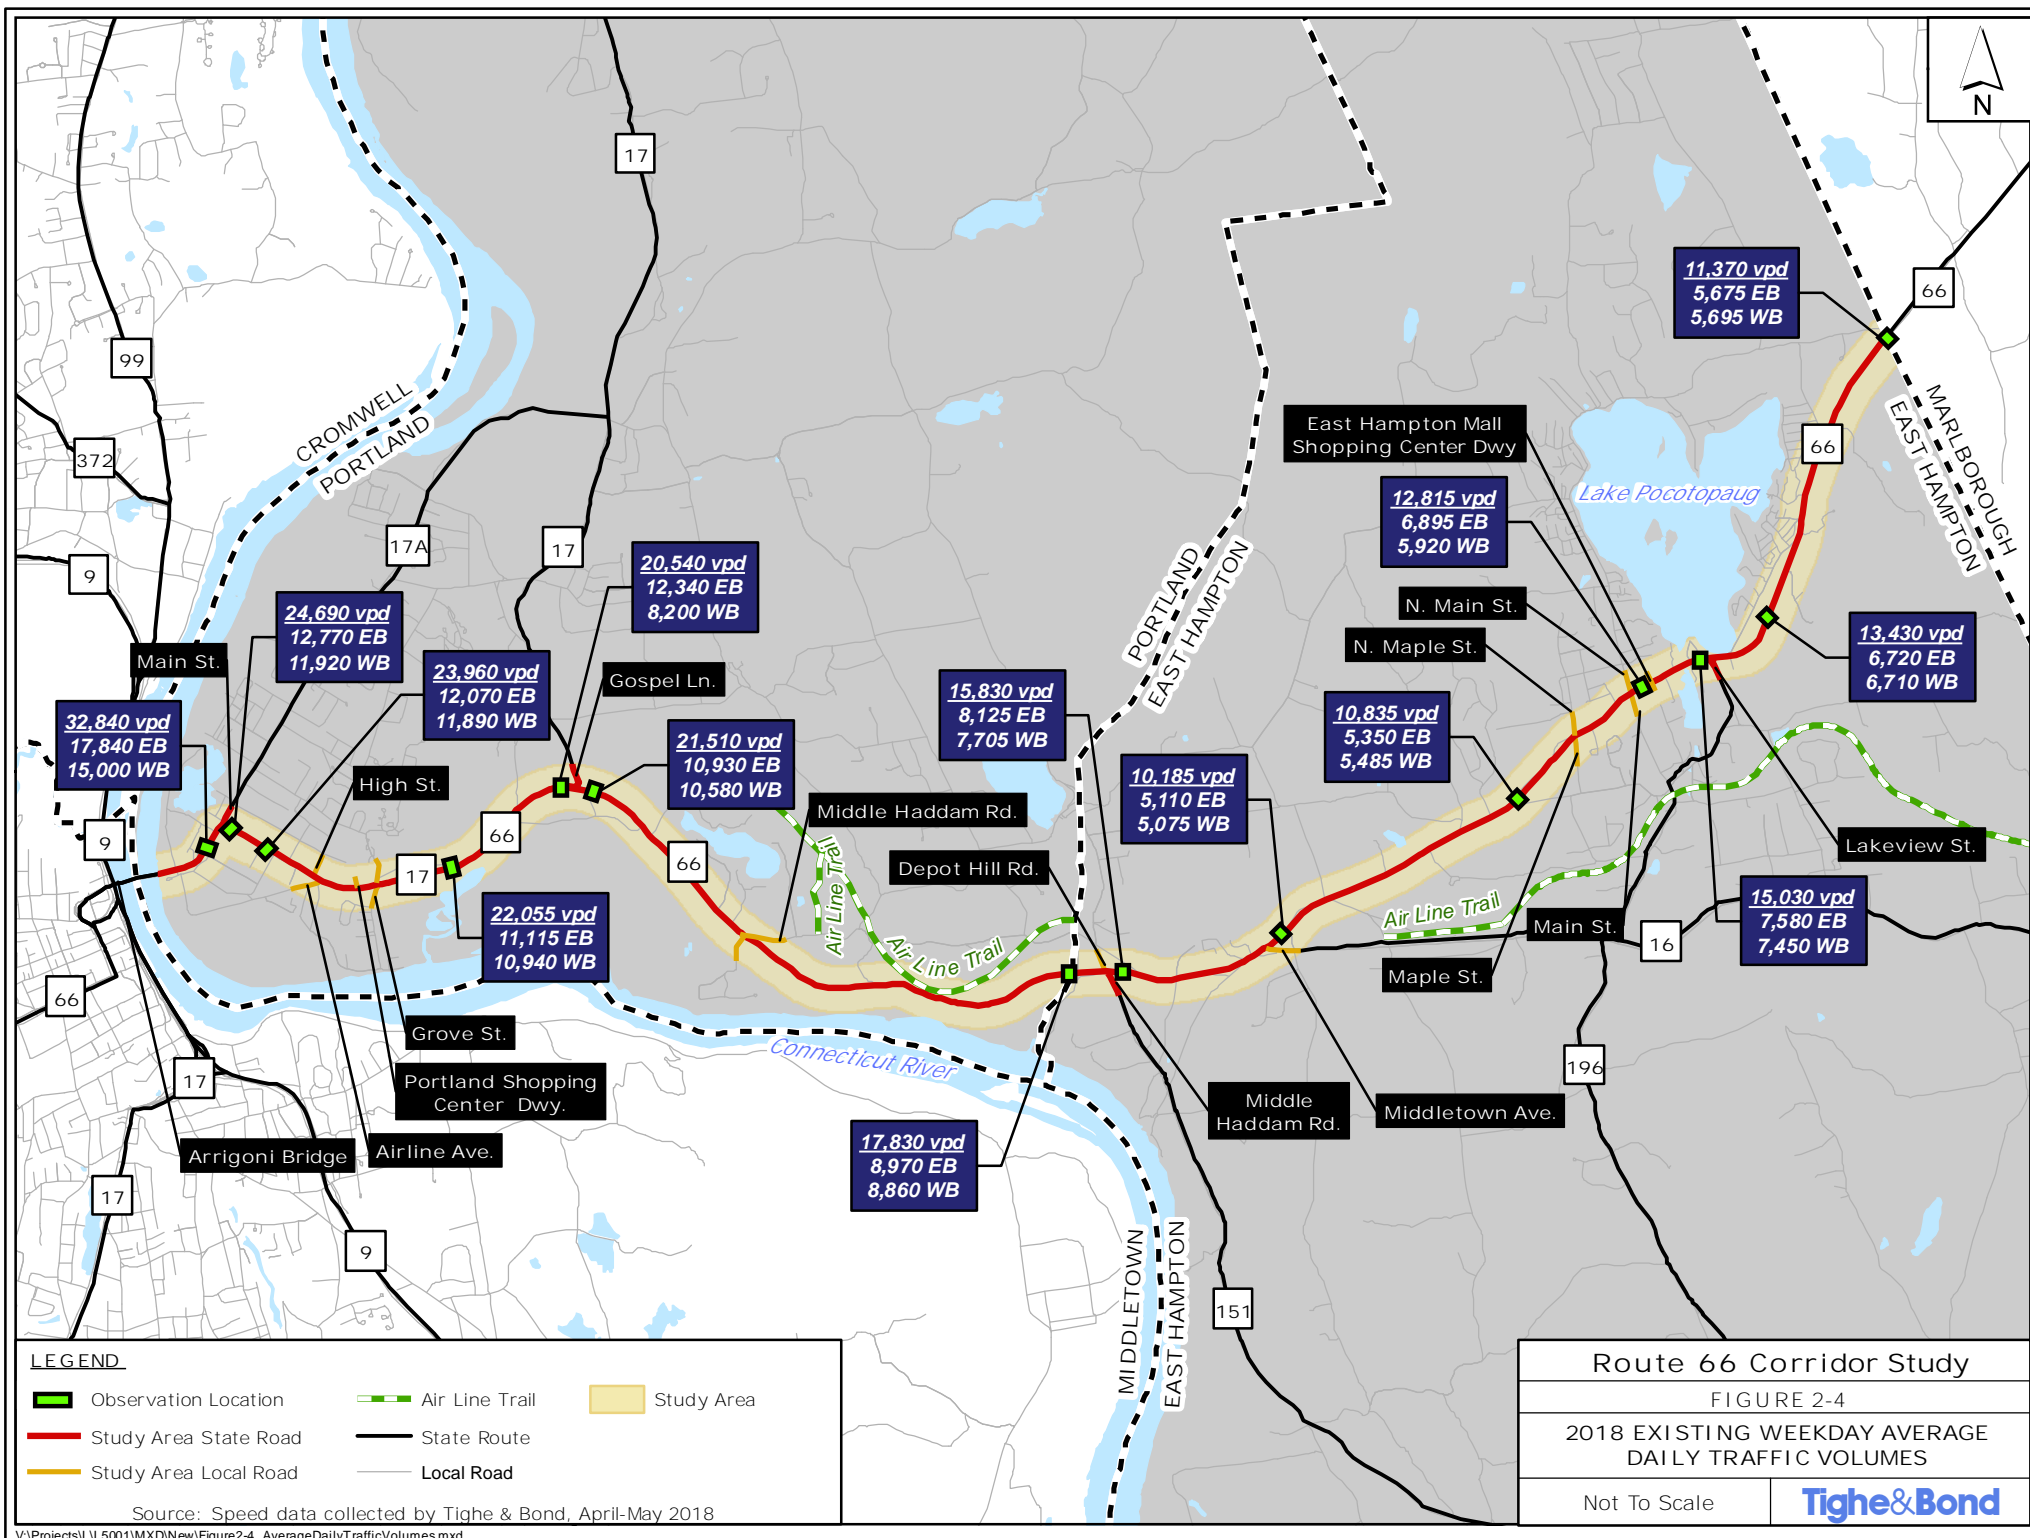 N
17
66
11,370 vpd
5,675 EB
5,695 WB
99
CROMWELL
PORTLAND
372
MARLBOROUGH
EAST HAMPTON
East Hampton Mall
Shopping Center Dwy
66
Lake Pocotopaug
12,815 vpd
6,895 EB
5,920 WB
17A
17
9
20,540 vpd
12,340 EB
8,200 WB
PORTLAND
EAST HAMPTON
N. Main St.
N. Maple St.
24,690 vpd
12,770 EB
11,920 WB
Main St.
23,960 vpd
12,070 EB
11,890 WB
Gospel Ln.
13,430 vpd
6,720 EB
6,710 WB
15,830 vpd
8,125 EB
7,705 WB
32,840 vpd
17,840 EB
15,000 WB
10,835 vpd
5,350 EB
5,485 WB
21,510 vpd
10,930 EB
10,580 WB
10,185 vpd
5,110 EB
5,075 WB
High St.
Middle Haddam Rd.
66
9
66
17
Depot Hill Rd.
Lakeview St.
Air Line Trail
Air Line Trail
Air Line Trail
22,055 vpd
11,115 EB
10,940 WB
15,030 vpd
7,580 EB
7,450 WB
Main St.
16
Maple St.
66
Grove St.
Connecticut River
196
17
Portland Shopping
Center Dwy.
Middle
Haddam Rd.
Middletown Ave.
Arrigoni Bridge
Airline Ave.
17,830 vpd
8,970 EB
8,860 WB
17
9
MIDDLETOWN
EAST HAMPTON
151
LEGEND
Observation Location
Air Line Trail
Study Area
Study Area State Road
State Route
Study Area Local Road
Local Road
Source: Speed data collected by Tighe & Bond, April-May 2018
Route 66 Corridor Study
FIGURE 2-4
2018 EXISTING WEEKDAY AVERAGE
DAILY TRAFFIC VOLUMES
Not To Scale
Tighe&Bond